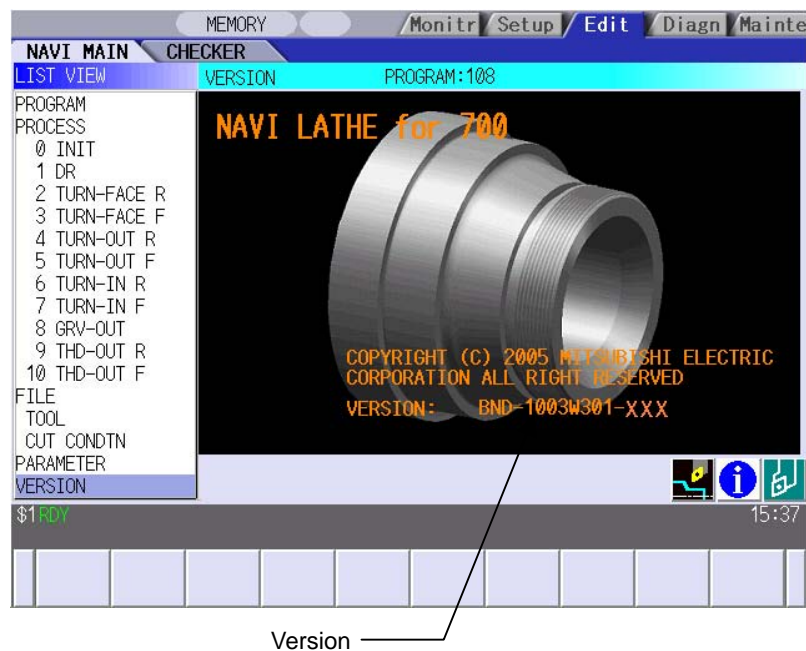 MEMORY Monitr Setup Edit Diagn Mainte
NAVI MAIN CHECKER
LIST VIEW VERSION PROGRAM:108
PROGRAM
PROCESS
0 INIT
1 DR
2 TURN-FACE R
3 TURN-FACE F
4 TURN-OUT R
5 TURN-OUT F
6 TURN-IN R
7 TURN-IN F
8 GRV-OUT
9 THD-OUT R
10 THD-OUT F
FILE
TOOL
CUT CONDTN
PARAMETER
VERSION
NAVI LATHE for 700
COPYRIGHT (C) 2005 MITSUBISHI ELECTRIC
CORPORATION ALL RIGHT RESERVED
VERSION: BND-1003W301-XXX
$1 RDY 15:37
Version